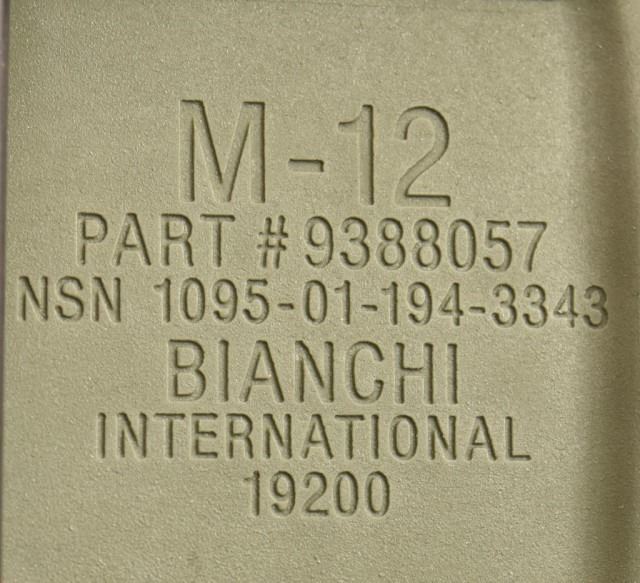 M-12
PART # 9388057
NSN 1095-01-194-3343
BIANCHI
INTERNATIONAL
19200